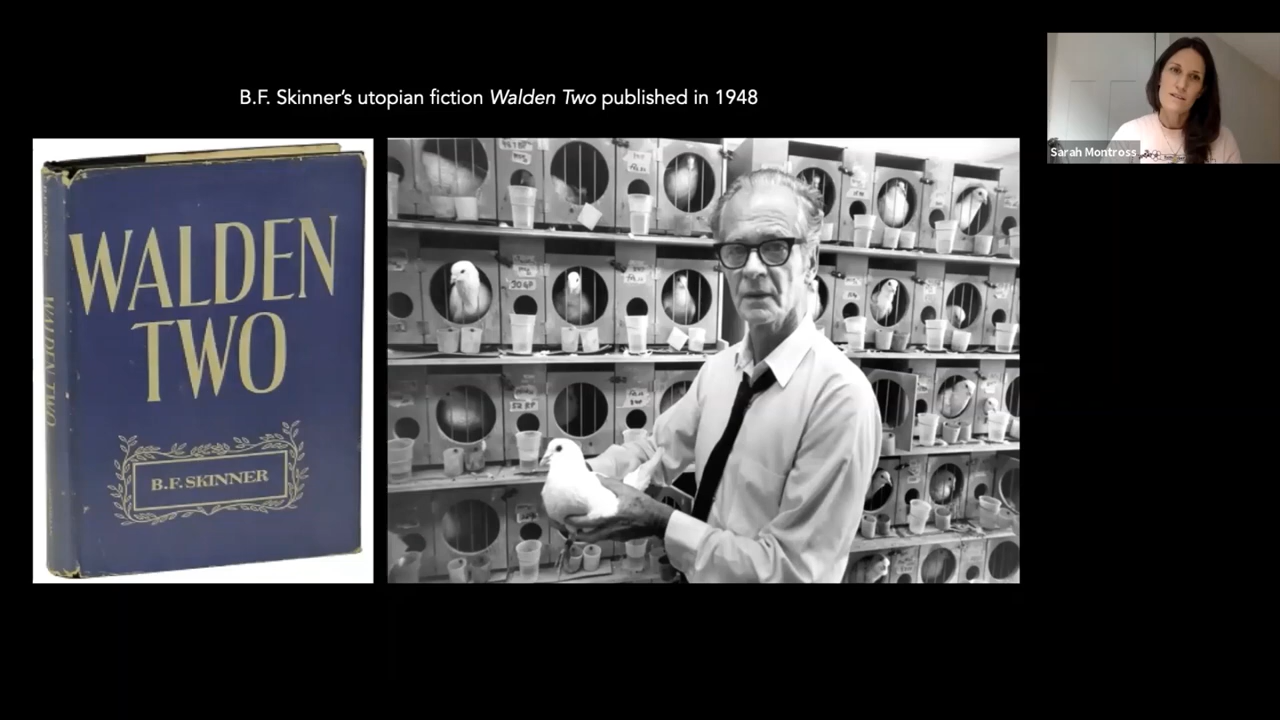 B.F. Skinner's utopian fiction Walden Two published in 1948
WALDEN
TWO
B.F. SKINNER
WALDEN TWO
Sarah Montross